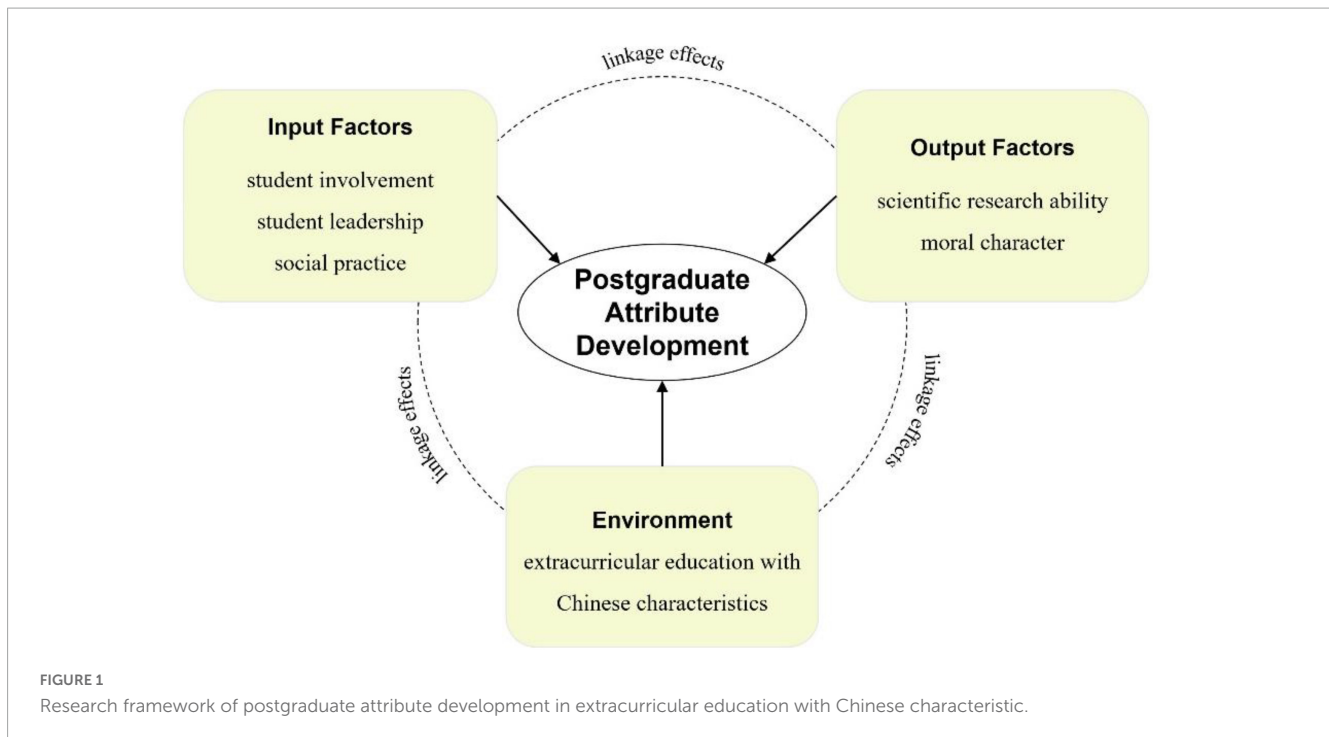 linkage effects
Input Factors
student involvement
student leadership
social practice
Output Factors
scientific research ability
moral character
Postgraduate
Attribute
Development
linkage effects
linkage effects
Environment
extracurricular education with
Chinese characteristics
FIGURE 1
Research framework of postgraduate attribute development in extracurricular education with Chinese characteristic.